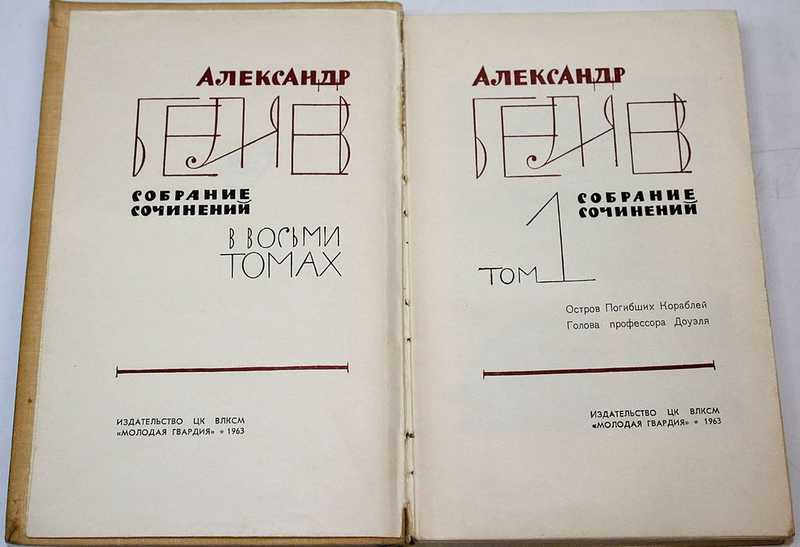 АЛЕКСАНДР
БЕЛЯЕВ
СОБРАНИЕ
СОЧИНЕНИЙ
В ВОСЬМИ
ТОМАХ
ИЗДАТЕЛЬСТВО ЦК ВЛКСМ
«МОЛОДАЯ ГВАРДИЯ» * 1963
АЛЕКСАНДР
БЕЛЯЕВ
СОБРАНИЕ
СОЧИНЕНИЙ
ТОМ 1
Остров Погибших Кораблей
Голова профессора Доуэля
ИЗДАТЕЛЬСТВО ЦК ВЛКСМ
«МОЛОДАЯ ГВАРДИЯ» * 1963